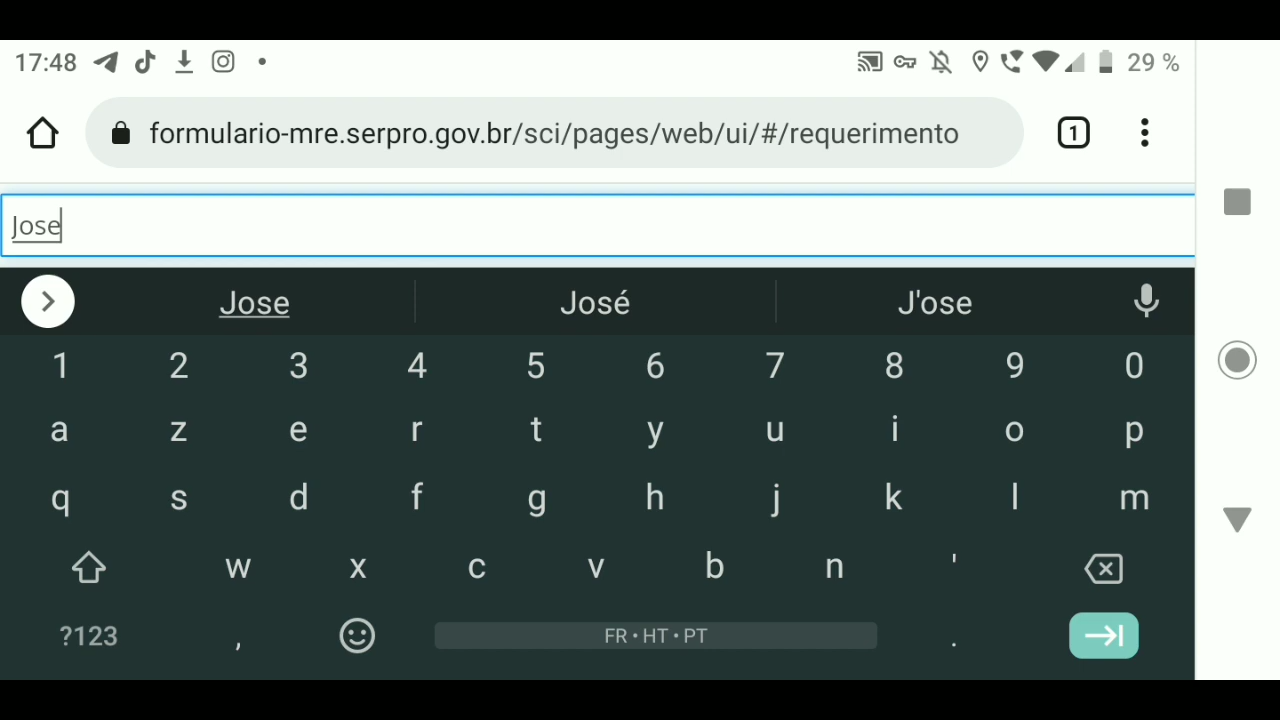 17:48 29 %
formulario-mre.serpro.gov.br/sci/pages/web/ui/#/requerimento 1
Jose
Jose José J'ose
1 2 3 4 5 6 7 8 9 0
a z e r t y u i o p
q s d f g h j k l m
w x c v b n '
?123 , FR • HT • PT .